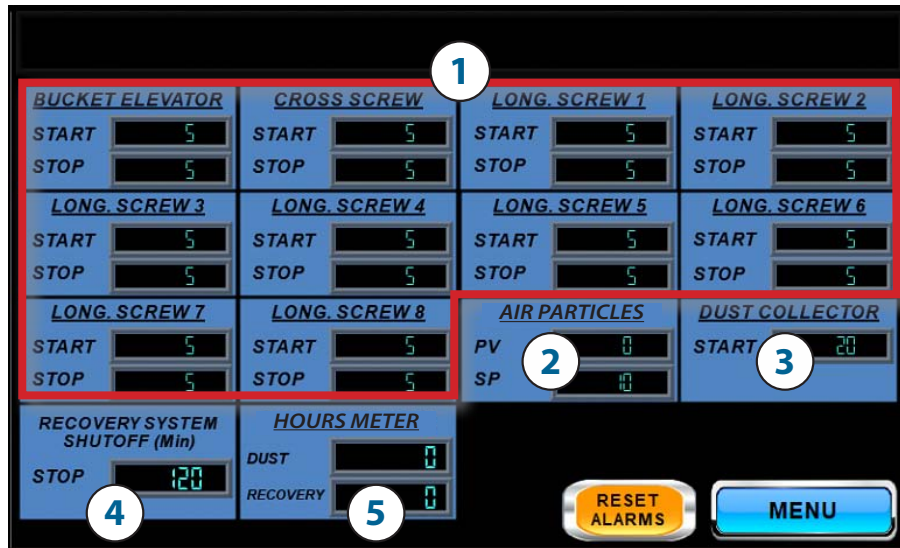 1
BUCKET ELEVATOR CROSS SCREW LONG. SCREW 1 LONG. SCREW 2
START 5 START 5 START 5 START 5
STOP 5 STOP 5 STOP 5 STOP 5
LONG. SCREW 3 LONG. SCREW 4 LONG. SCREW 5 LONG. SCREW 6
START 5 START 5 START 5 START 5
STOP 5 STOP 5 STOP 5 STOP 5
LONG. SCREW 7 LONG. SCREW 8 AIR PARTICLES DUST COLLECTOR
START 5 START 5 PV 2 0 START 3 20
STOP 5 STOP 5 SP 10
RECOVERY SYSTEM HOURS METER
SHUTOFF (Min)
DUST 0
STOP 120
RECOVERY 0
4 5
RESET
ALARMS
MENU